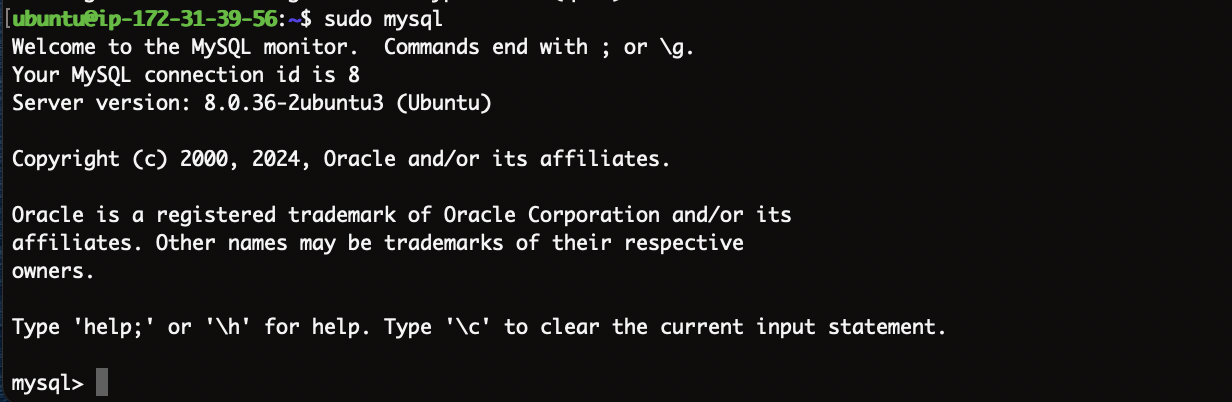 [ubuntu@ip-172-31-39-56:~$ sudo mysql
Welcome to the MySQL monitor.  Commands end with ; or \g.
Your MySQL connection id is 8
Server version: 8.0.36-2ubuntu3 (Ubuntu)

Copyright (c) 2000, 2024, Oracle and/or its affiliates.

Oracle is a registered trademark of Oracle Corporation and/or its
affiliates. Other names may be trademarks of their respective
owners.

Type 'help;' or '\h' for help. Type '\c' to clear the current input statement.

mysql>